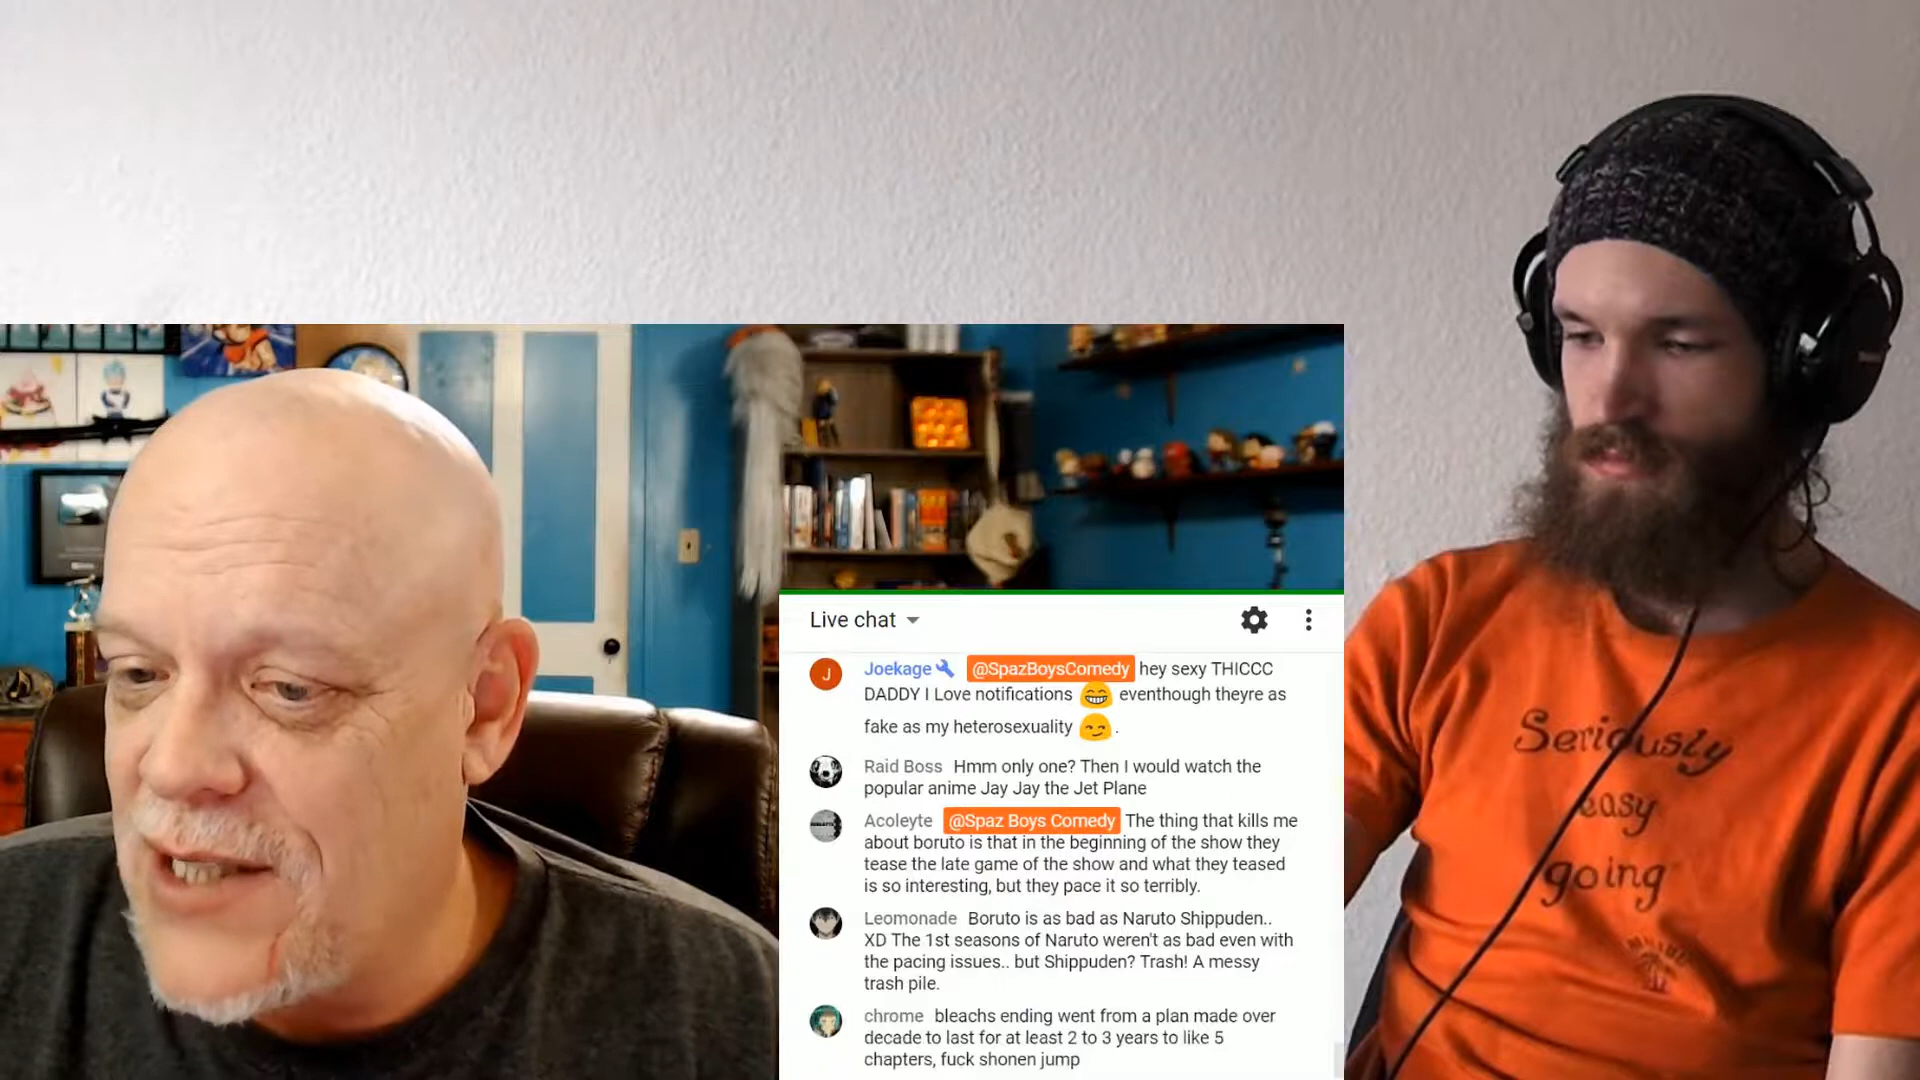 Live chat
J
Joekage @SpazBoysComedy hey sexy THICCC
DADDY I Love notifications 😁 eventhough theyre as
fake as my heterosexuality 😏 .
Raid Boss Hmm only one? Then I would watch the
popular anime Jay Jay the Jet Plane
Acoleyte @Spaz Boys Comedy The thing that kills me
about boruto is that in the beginning of the show they
tease the late game of the show and what they teased
is so interesting, but they pace it so terribly.
Leomonade Boruto is as bad as Naruto Shippuden..
XD The 1st seasons of Naruto weren't as bad even with
the pacing issues.. but Shippuden? Trash! A messy
trash pile.
chrome bleachs ending went from a plan made over
decade to last for at least 2 to 3 years to like 5
chapters, fuck shonen jump
Seriously
easy
going